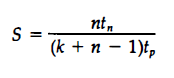 S = ntₙ / (k + n − 1)tₚ